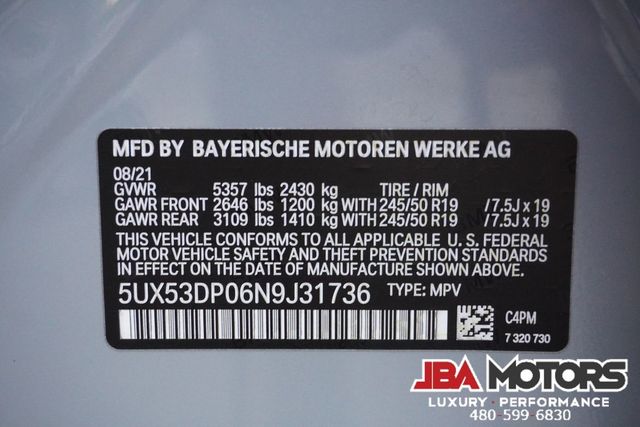 MFD BY BAYERISCHE MOTOREN WERKE AG
08/21
GVWR 5357 lbs 2430 kg TIRE / RIM
GAWR FRONT 2646 lbs 1200 kg WITH 245/50 R19 /7.5J x 19
GAWR REAR 3109 lbs 1410 kg WITH 245/50 R19 /7.5J x 19
THIS VEHICLE CONFORMS TO ALL APPLICABLE U. S. FEDERAL
MOTOR VEHICLE SAFETY AND THEFT PREVENTION STANDARDS
IN EFFECT ON THE DATE OF MANUFACTURE SHOWN ABOVE.
5UX53DP06N9J31736 TYPE: MPV
C4PM
7 320 730
JBA MOTORS
LUXURY · PERFORMANCE
480-599-6830